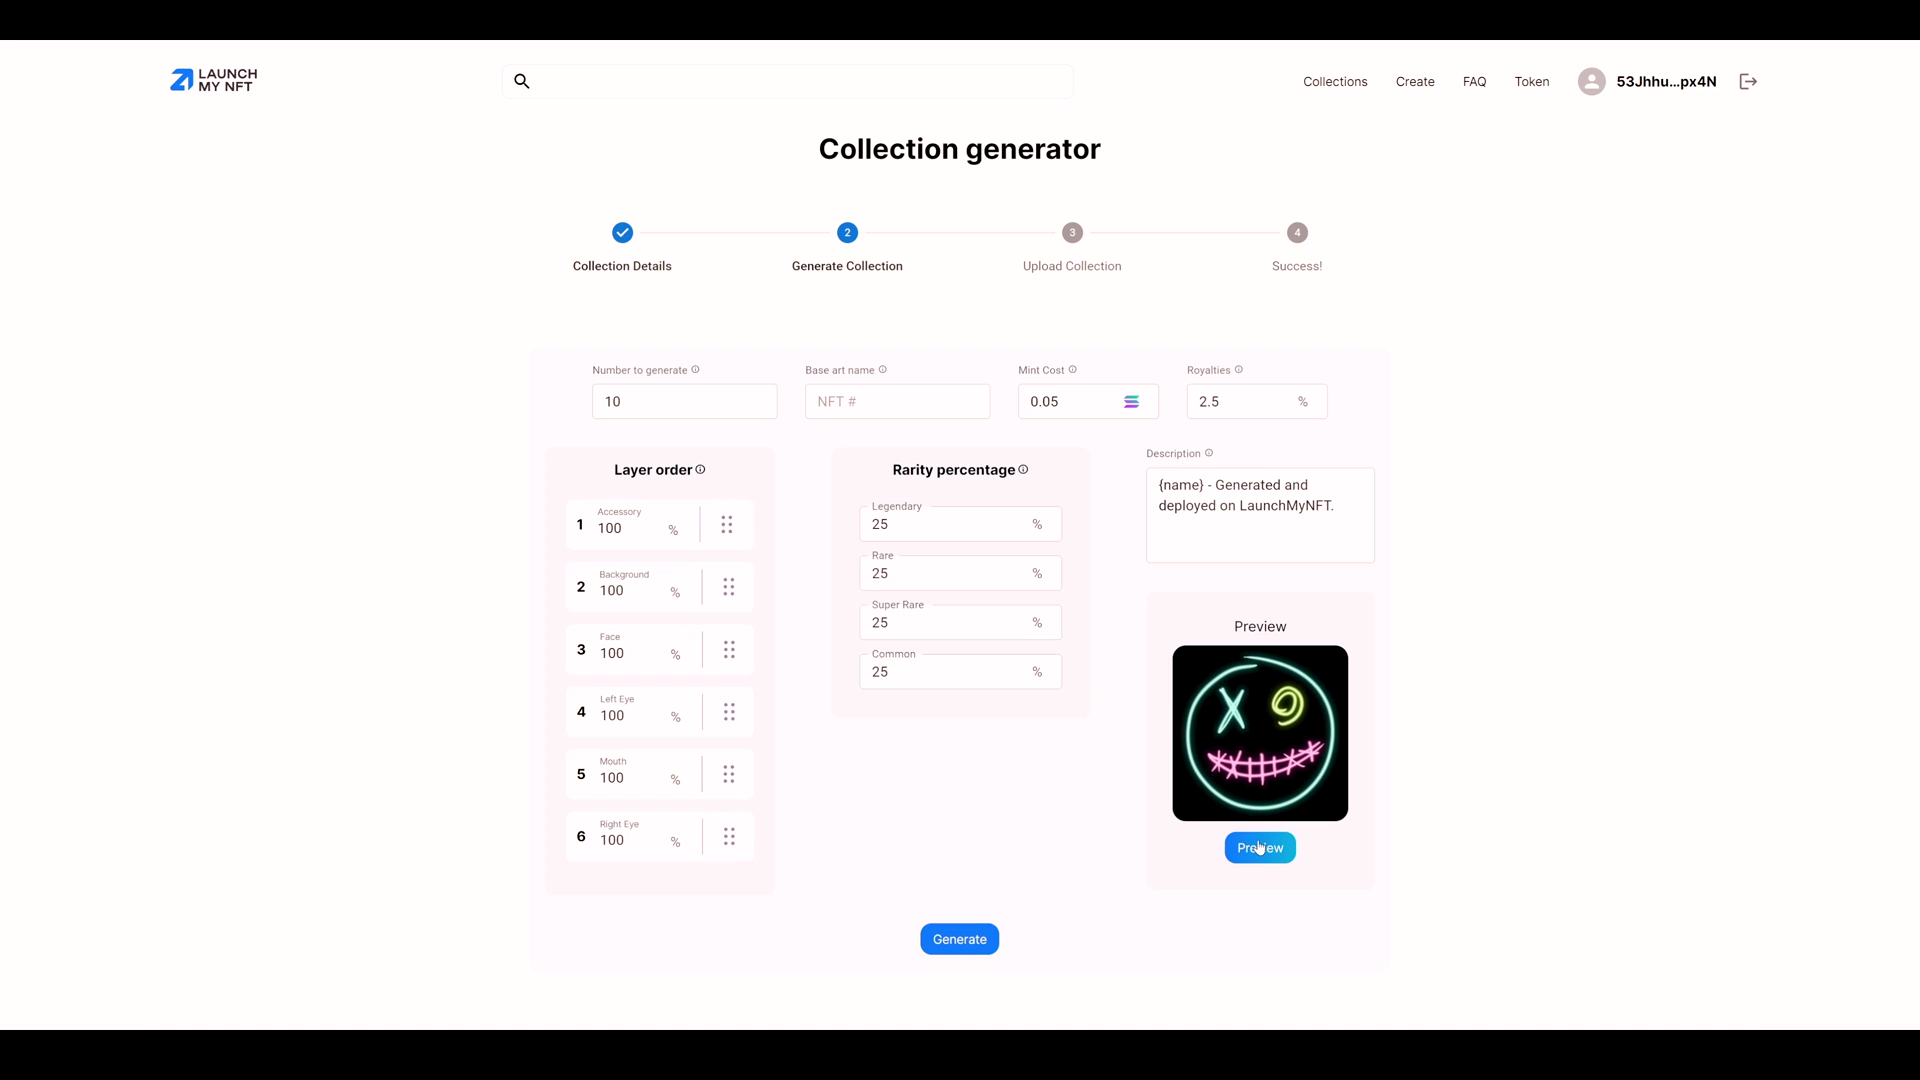 LAUNCH
MY NFT
Collections
Create
FAQ
Token
53Jhhu...px4N
Collection generator
2
3
4
Collection Details
Generate Collection
Upload Collection
Success!
Number to generate
10
Base art name
NFT #
Mint Cost
0.05
Royalties
2.5 %
Layer order
1 Accessory
100 %
2 Background
100 %
3 Face
100 %
4 Left Eye
100 %
5 Mouth
100 %
6 Right Eye
100 %
Rarity percentage
Legendary
25 %
Rare
25 %
Super Rare
25 %
Common
25 %
Description
{name} - Generated and
deployed on LaunchMyNFT.
Preview
Preview
Generate